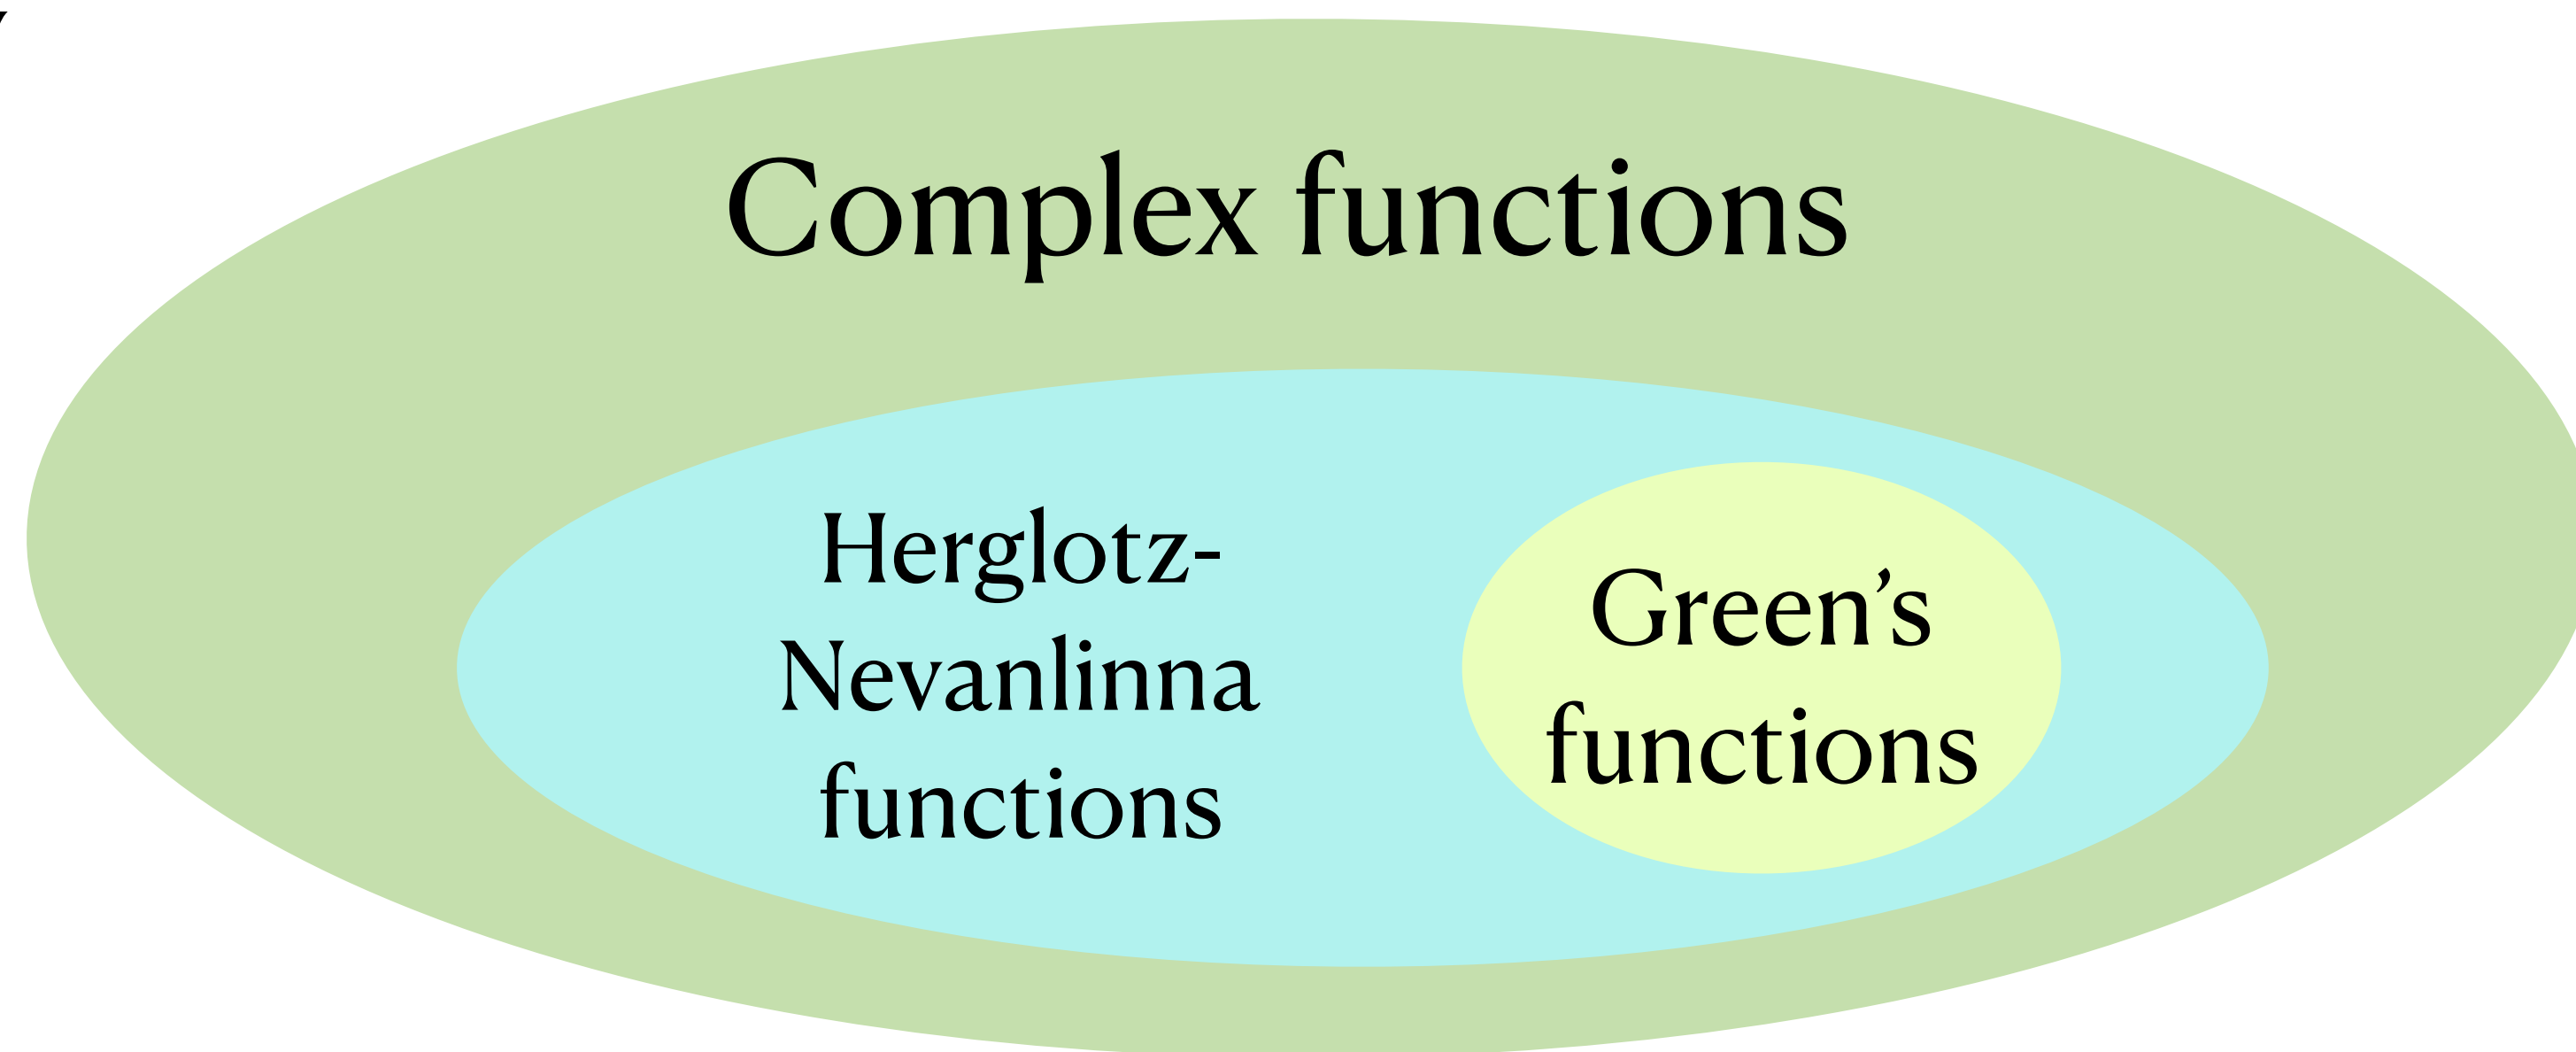 Complex functions
Herglotz-
Nevanlinna
functions
Green’s
functions